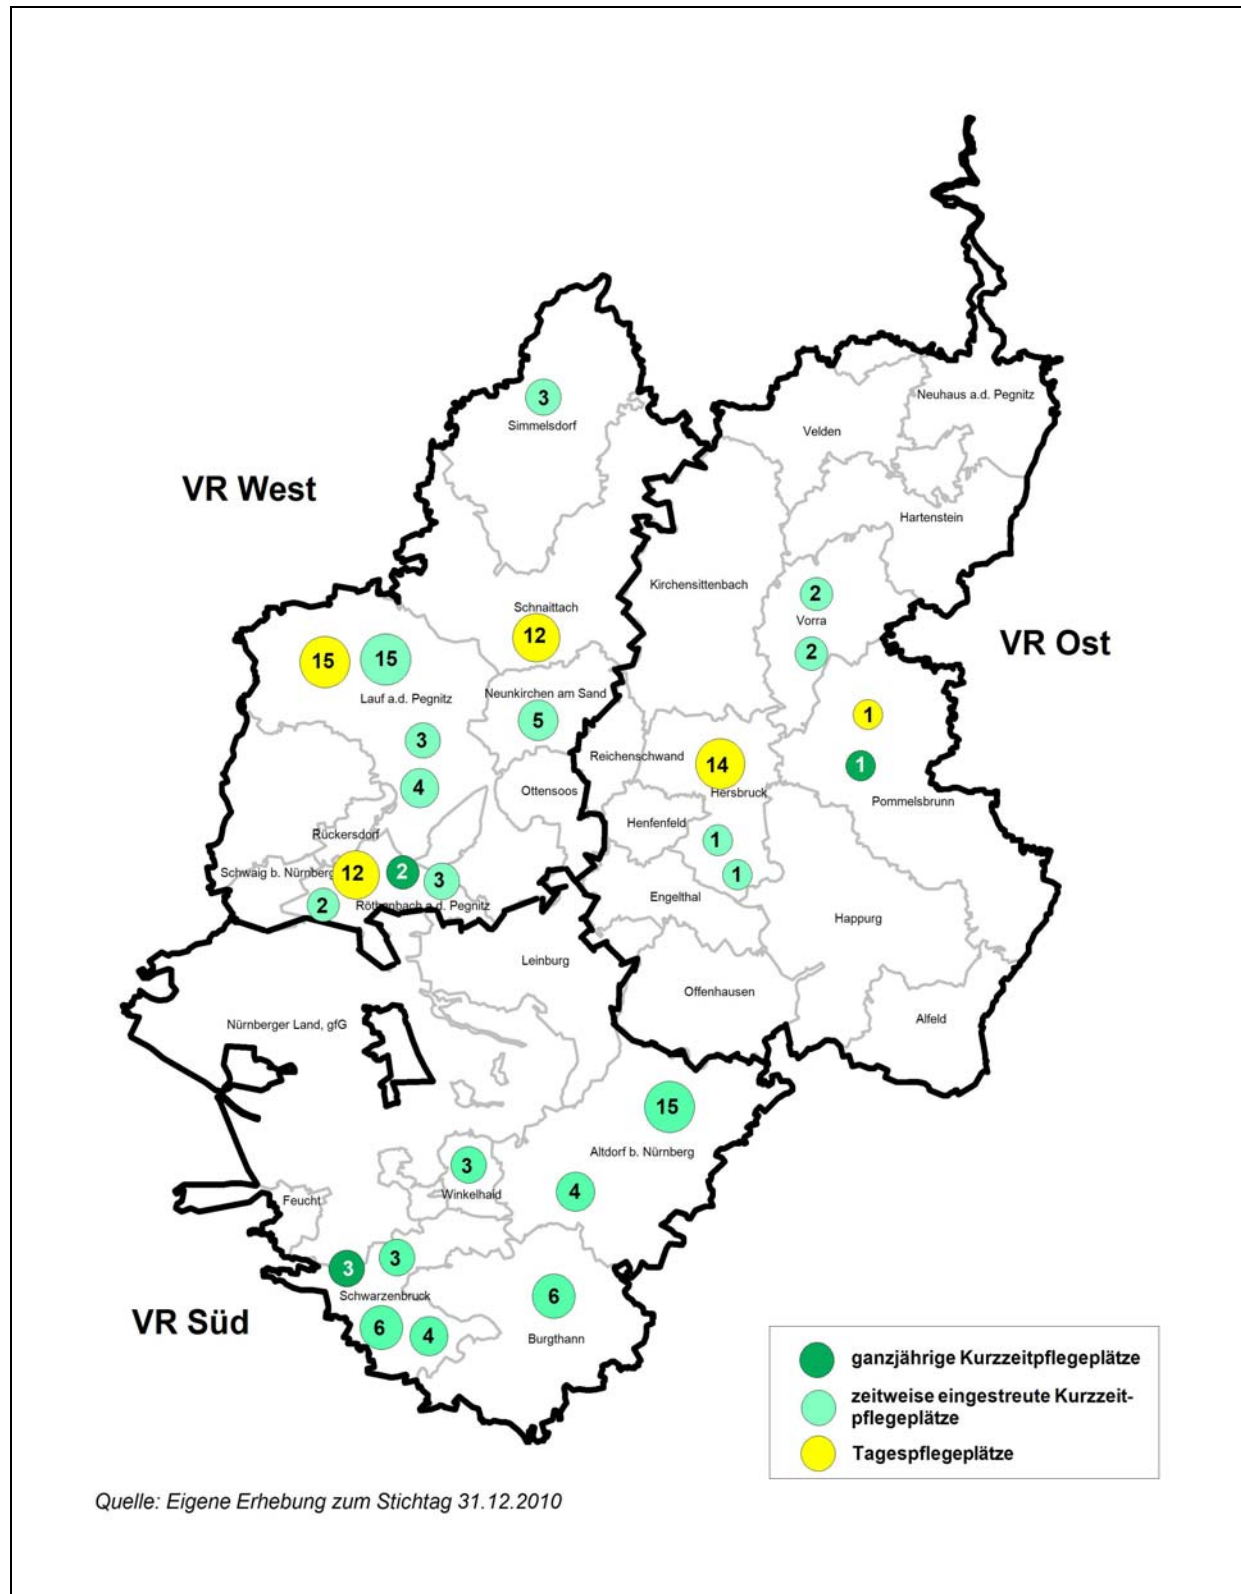 Neuhaus a.d. Pegnitz
3
Simmelsdorf
Velden
VR West
Hartenstein
Kirchensittenbach
2
Vorra
Schnaittach
12
VR Ost
2
15
15
Lauf a.d. Pegnitz
Neunkirchen am Sand
5
1
3
Reichenschwand
14
1
4
Ottensoos
Hersbruck
Pommelsbrunn
Henfenfeld
Rückersdorf
1
Schwaig b. Nürnberg
12
2
3
1
2
Röthenbach a.d. Pegnitz
Engelthal
Happurg
Leinburg
Offenhausen
Nürnberger Land, gfG
Alfeld
15
Altdorf b. Nürnberg
3
Winkelhaid
4
Feucht
3
3
Schwarzenbruck
6
VR Süd
6
4
Burgthann
ganzjährige Kurzzeitpflegeplätze
zeitweise eingestreute Kurzzeit-
pflegeplätze
Tagespflegeplätze
Quelle: Eigene Erhebung zum Stichtag 31.12.2010